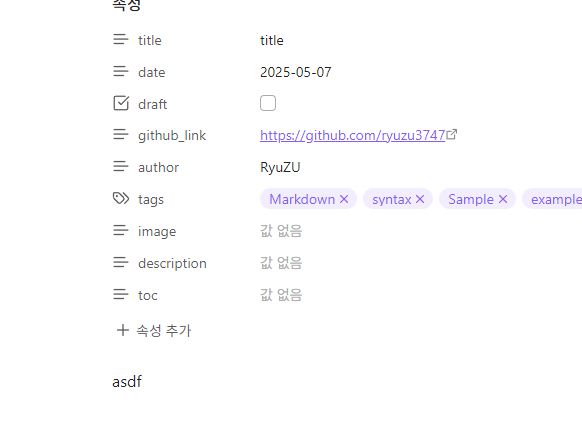 속성
title title
date 2025-05-07
draft
github_link https://github.com/ryuzu3747
author RyuZU
tags Markdown × syntax × Sample × example
image 값 없음
description 값 없음
toc 값 없음
+ 속성 추가
asdf